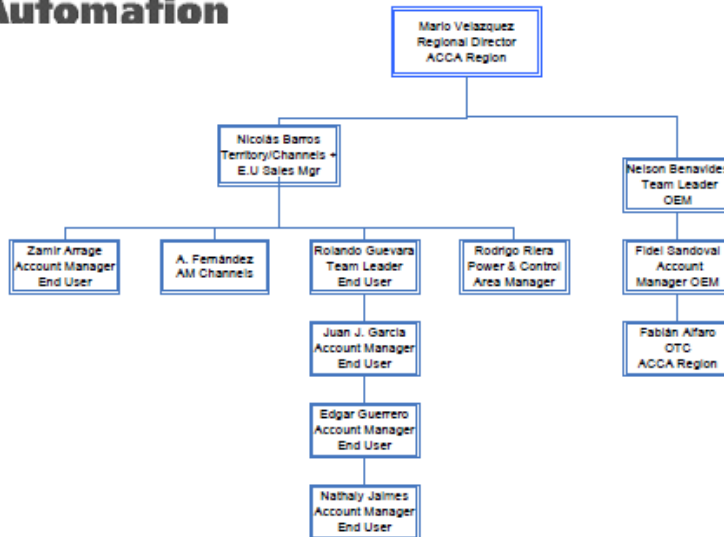 Automation
Mario Velazquez
Regional Director
ACCA Region
Nicolás Barros
Territory/Channels +
E.U Sales Mgr
Nelson Benavides
Team Leader
OEM
Zamir Arrage
Account Manager
End User
A. Fernández
AM Channels
Rolando Guevara
Team Leader
End User
Rodrigo Riera
Power & Control
Area Manager
Fidel Sandoval
Account
Manager OEM
Juan J. García
Account Manager
End User
Fabián Alfaro
OTC
ACCA Region
Edgar Guerrero
Account Manager
End User
Nathaly Jaimes
Account Manager
End User